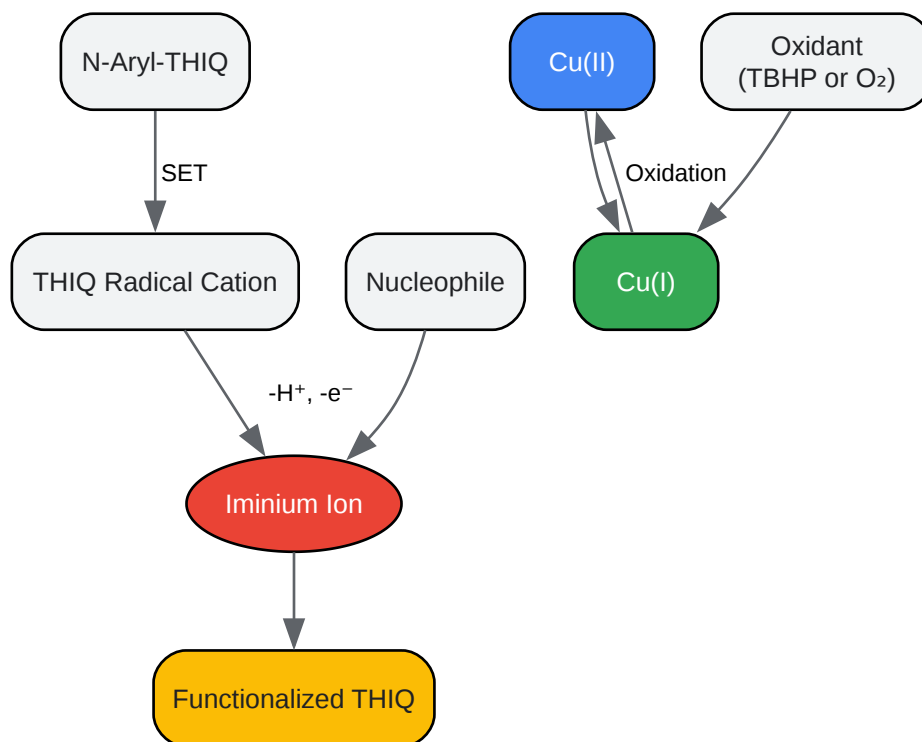 N-Aryl-THIQ
Cu(II)
Oxidant
(TBHP or O₂)
SET
Oxidation
THIQ Radical Cation
Nucleophile
Cu(I)
-H⁺, -e⁻
Iminium Ion
Functionalized THIQ